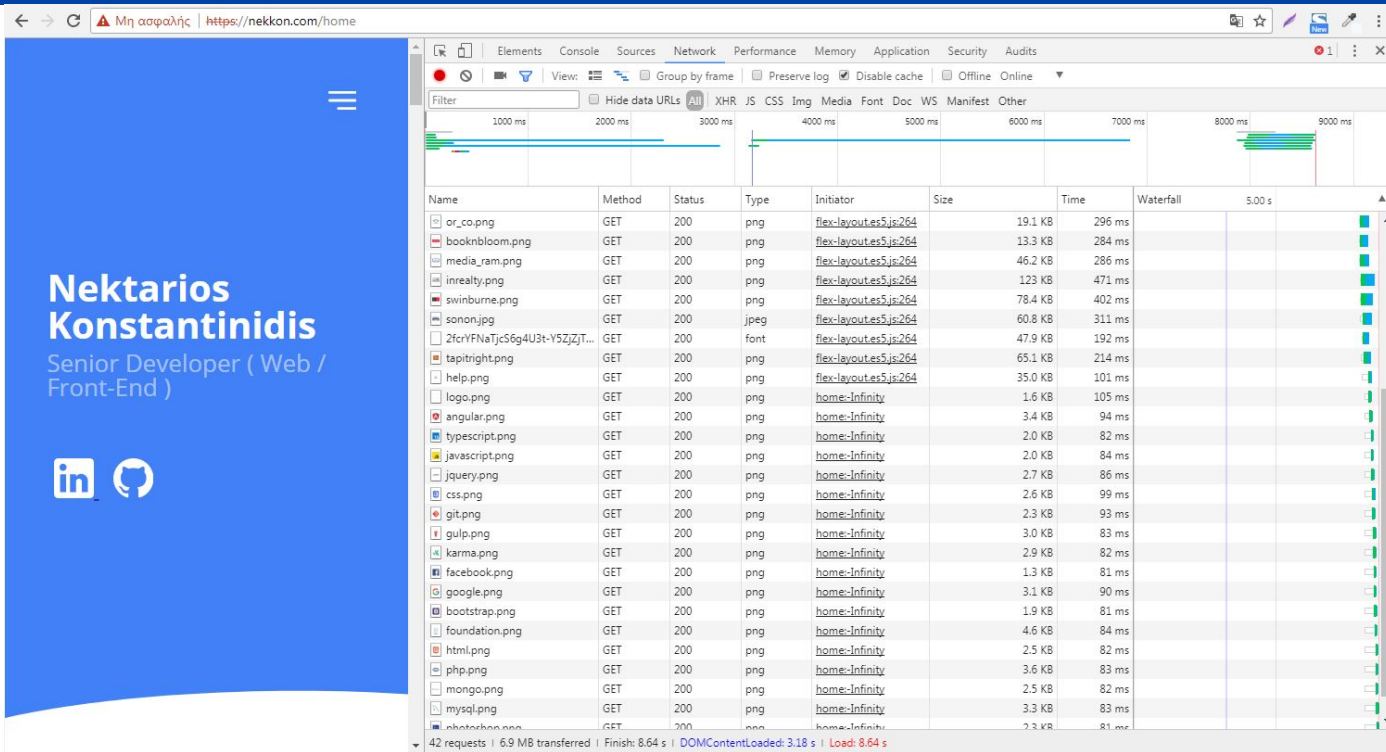 Μη ασφαλής | https://nekkon.com/home
New
Nektarios
Konstantinidis
Senior Developer ( Web /
Front-End )
in
Elements Console Sources Network Performance Memory Application Security Audits 1
View: Group by frame Preserve log Disable cache Offline Online
Filter Hide data URLs All XHR JS CSS Img Media Font Doc WS Manifest Other
1000 ms 2000 ms 3000 ms 4000 ms 5000 ms 6000 ms 7000 ms 8000 ms 9000 ms
Name Method Status Type Initiator Size Time Waterfall 5.00 s
or_co.png GET 200 png flex-layout.es5.js:264 19.1 KB 296 ms
booknbloom.png GET 200 png flex-layout.es5.js:264 13.3 KB 284 ms
media_ram.png GET 200 png flex-layout.es5.js:264 46.2 KB 286 ms
inrealty.png GET 200 png flex-layout.es5.js:264 123 KB 471 ms
swinburne.png GET 200 png flex-layout.es5.js:264 78.4 KB 402 ms
sonon.jpg GET 200 jpeg flex-layout.es5.js:264 60.8 KB 311 ms
2fcrYFNaTjcS6g4U3t-Y5ZjZjT... GET 200 font flex-layout.es5.js:264 47.9 KB 192 ms
tapitright.png GET 200 png flex-layout.es5.js:264 65.1 KB 214 ms
help.png GET 200 png flex-layout.es5.js:264 35.0 KB 101 ms
logo.png GET 200 png home:-Infinity 1.6 KB 105 ms
angular.png GET 200 png home:-Infinity 3.4 KB 94 ms
typescript.png GET 200 png home:-Infinity 2.0 KB 82 ms
javascript.png GET 200 png home:-Infinity 2.0 KB 84 ms
jquery.png GET 200 png home:-Infinity 2.7 KB 86 ms
css.png GET 200 png home:-Infinity 2.6 KB 99 ms
git.png GET 200 png home:-Infinity 2.3 KB 93 ms
gulp.png GET 200 png home:-Infinity 3.0 KB 83 ms
karma.png GET 200 png home:-Infinity 2.9 KB 82 ms
facebook.png GET 200 png home:-Infinity 1.3 KB 81 ms
google.png GET 200 png home:-Infinity 3.1 KB 90 ms
bootstrap.png GET 200 png home:-Infinity 1.9 KB 81 ms
foundation.png GET 200 png home:-Infinity 4.6 KB 84 ms
html.png GET 200 png home:-Infinity 2.5 KB 82 ms
php.png GET 200 png home:-Infinity 3.6 KB 83 ms
mongo.png GET 200 png home:-Infinity 2.5 KB 82 ms
mysql.png GET 200 png home:-Infinity 3.3 KB 83 ms
photoshop.png GET 200 png home:-Infinity 2.3 KB 81 ms
42 requests | 6.9 MB transferred | Finish: 8.64 s | DOMContentLoaded: 3.18 s | Load: 8.64 s